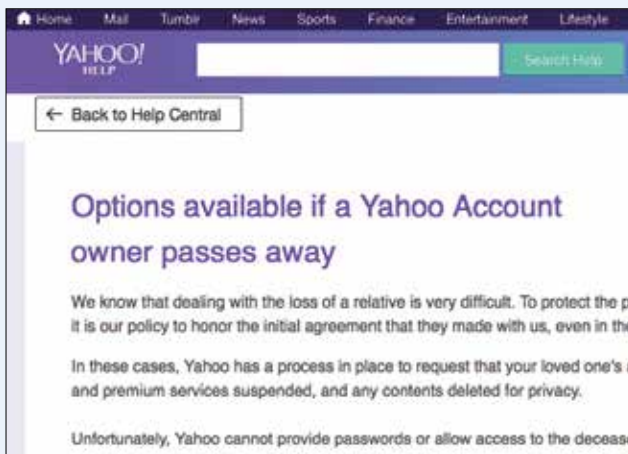 Home Mail Tumblr News Sports Finance Entertainment Lifestyle
YAHOO!
HELP
Search Help
← Back to Help Central
Options available if a Yahoo Account
owner passes away
We know that dealing with the loss of a relative is very difficult. To protect the p
it is our policy to honor the initial agreement that they made with us, even in the
In these cases, Yahoo has a process in place to request that your loved one's
and premium services suspended, and any contents deleted for privacy.
Unfortunately, Yahoo cannot provide passwords or allow access to the decease